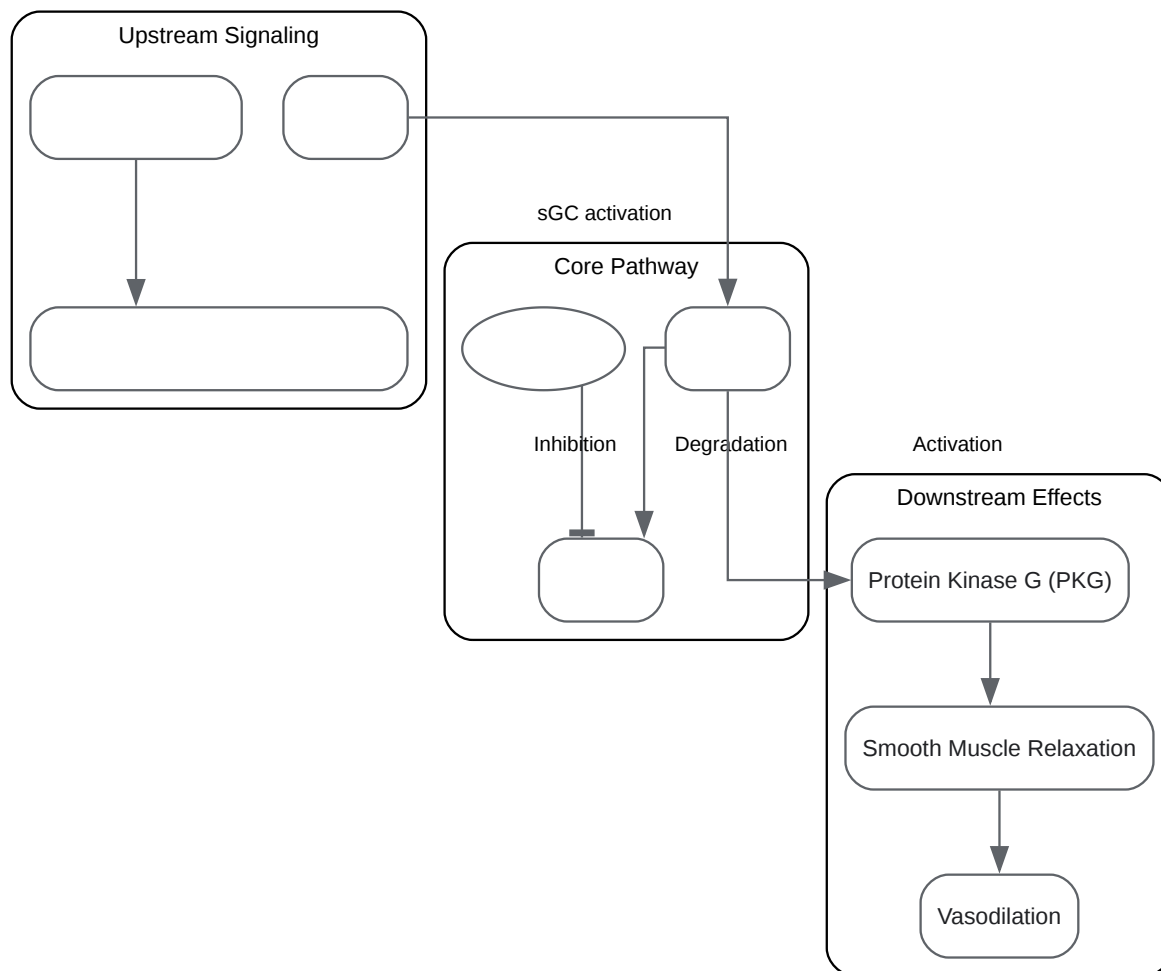 Upstream Signaling
sGC activation
Core Pathway
Inhibition
Degradation
Activation
Downstream Effects
Protein Kinase G (PKG)
Smooth Muscle Relaxation
Vasodilation